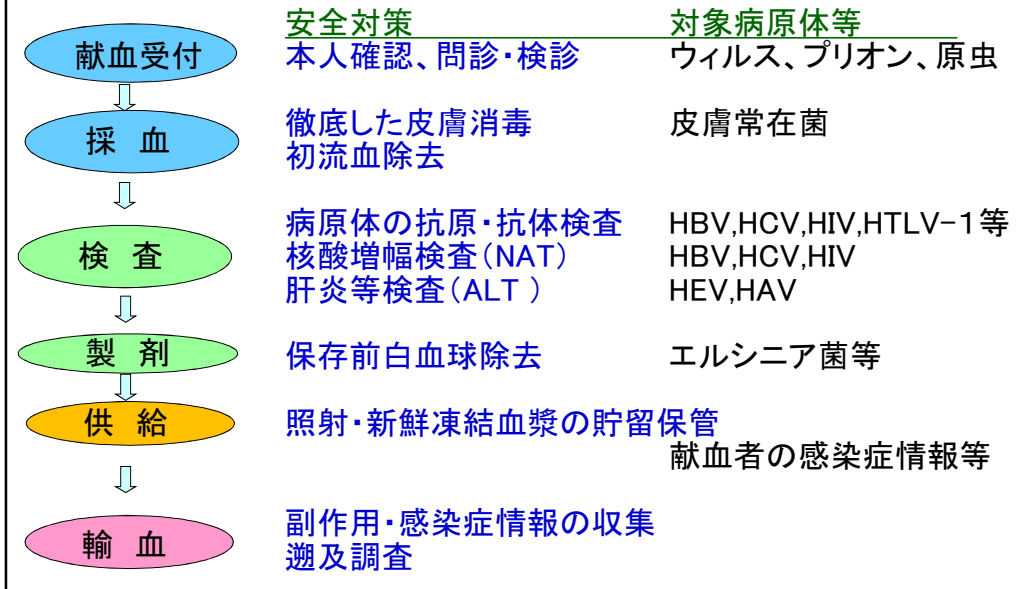 安全対策 対象病原体等
献血受付 本人確認、問診・検診 ウィルス、プリオン、原虫
採 血 徹底した皮膚消毒 皮膚常在菌
初流血除去
病原体の抗原・抗体検査 HBV,HCV,HIV,HTLV-1等
検 査 核酸増幅検査(NAT) HBV,HCV,HIV
肝炎等検査(ALT ) HEV,HAV
製 剤 保存前白血球除去 エルシニア菌等
供 給 照射・新鮮凍結血漿の貯留保管
献血者の感染症情報等
輸 血 副作用・感染症情報の収集
遡及調査